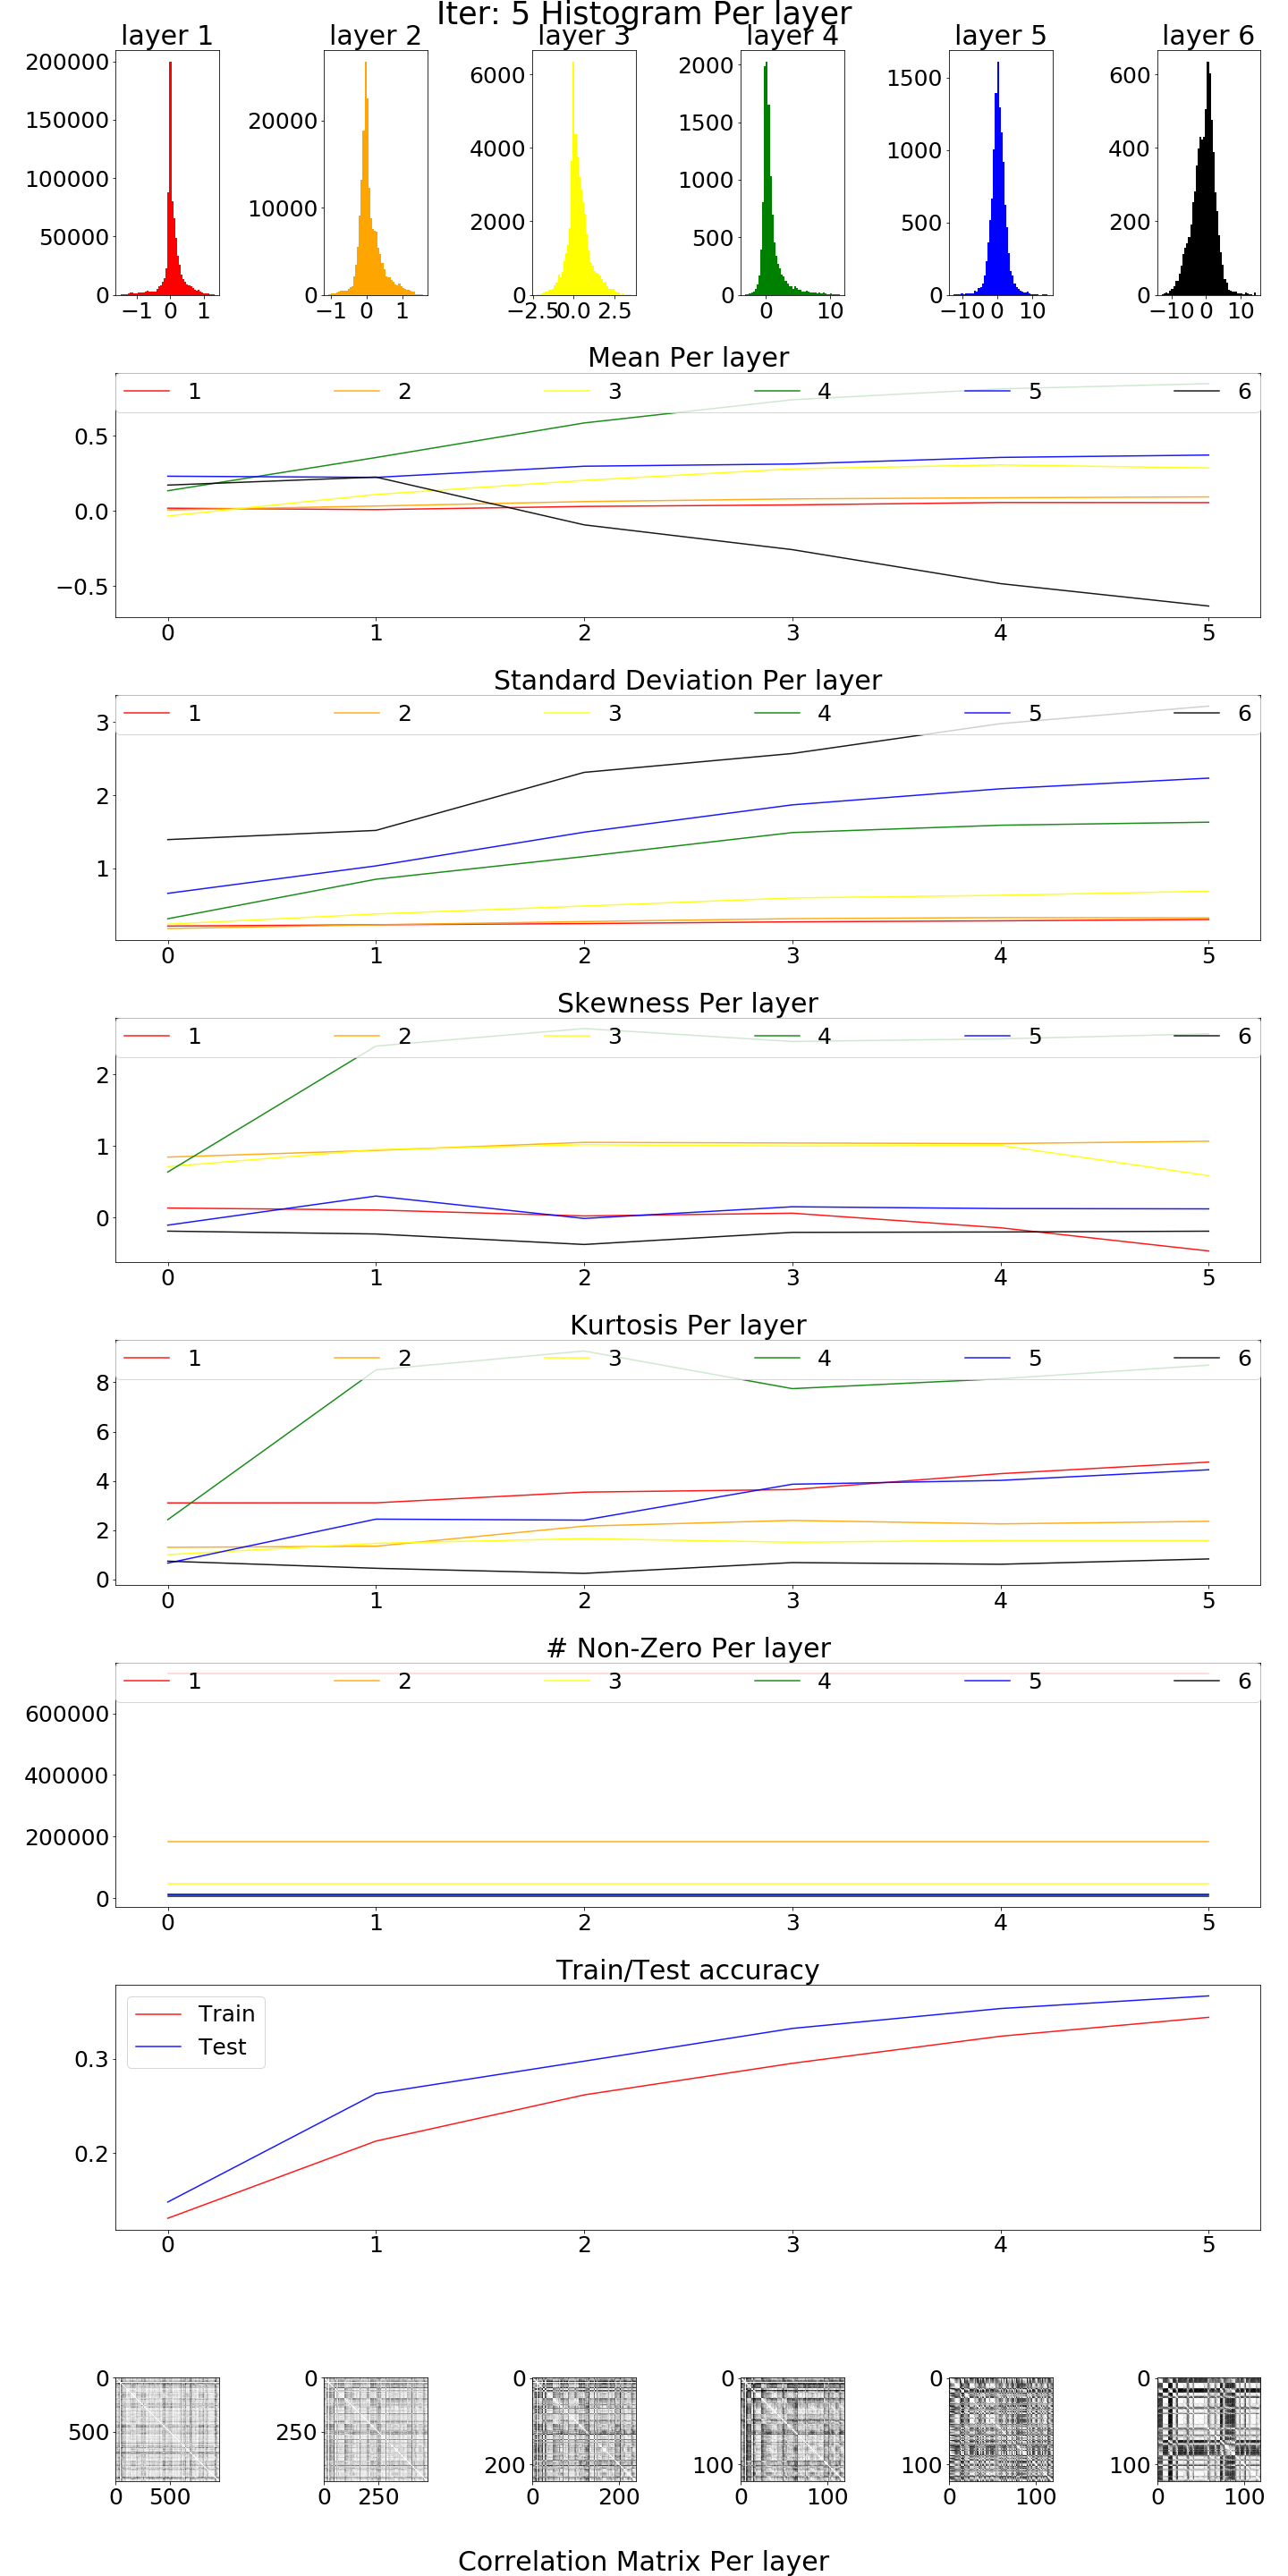 Iter: 5 Histogram Per layer
layer 1 layer 2 layer 3 layer 4 layer 5 layer 6
200000
150000
100000
50000
0
−1 0 1
20000
10000
0
−1 0 1
6000
4000
2000
0
−2.5 0.0 2.5
2000
1500
1000
500
0
0 10
1500
1000
500
0
−10 0 10
600
400
200
0
−10 0 10
Mean Per layer
1 2 3 4 5 6
0.5
0.0
−0.5
0 1 2 3 4 5
Standard Deviation Per layer
1 2 3 4 5 6
3
2
1
0 1 2 3 4 5
Skewness Per layer
1 2 3 4 5 6
2
1
0
0 1 2 3 4 5
Kurtosis Per layer
1 2 3 4 5 6
8
6
4
2
0
0 1 2 3 4 5
# Non-Zero Per layer
1 2 3 4 5 6
600000
400000
200000
0
0 1 2 3 4 5
Train/Test accuracy
Train
Test
0.3
0.2
0 1 2 3 4 5
0
500
0 500
0
250
0 250
0
200
0 200
0
100
0 100
0
100
0 100
0
100
0 100
Correlation Matrix Per layer